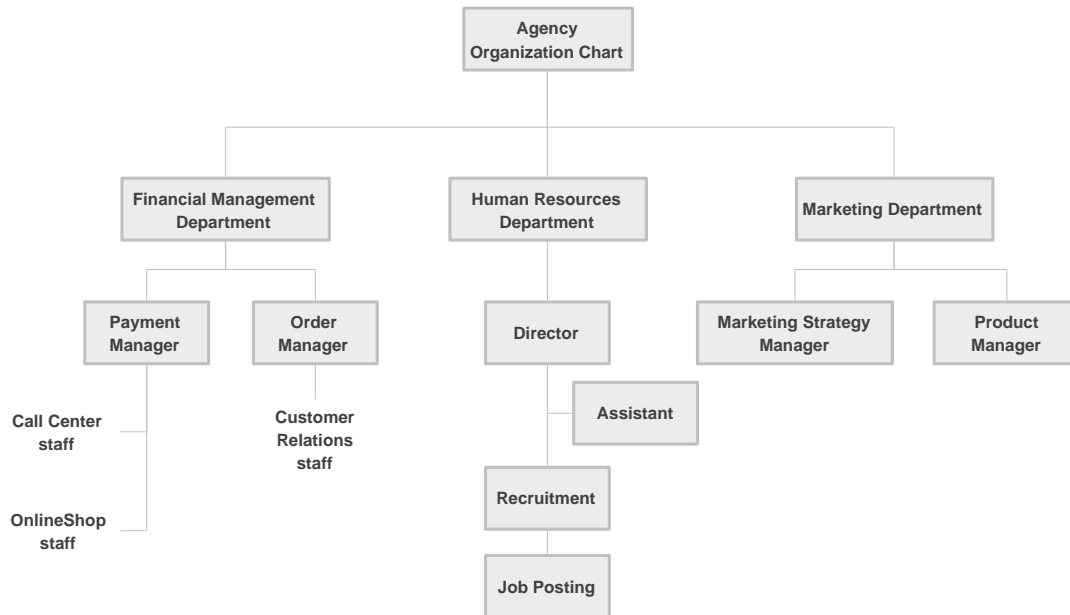 Agency
Organization Chart
Financial Management
Department
Human Resources
Department
Marketing Department
Payment
Manager
Order
Manager
Director
Marketing Strategy
Manager
Product
Manager
Call Center
staff
Customer
Relations
staff
Assistant
Recruitment
OnlineShop
staff
Job Posting